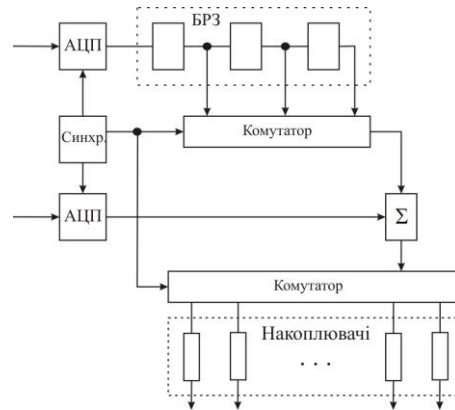 БРЗ
АЦП
Синхр.
Комутатор
АЦП
Σ
Комутатор
Накоплювачі
. . .